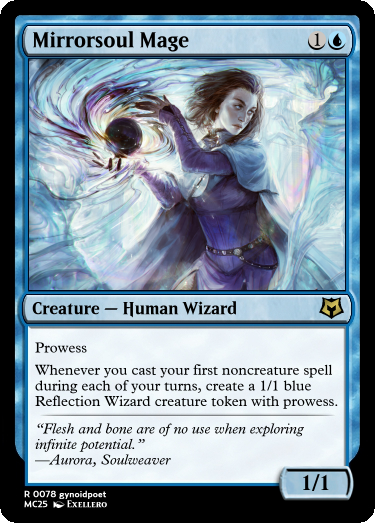 Mirrorsoul Mage 1
Creature — Human Wizard
Prowess
Whenever you cast your first noncreature spell
during each of your turns, create a 1/1 blue
Reflection Wizard creature token with prowess.
“Flesh and bone are of no use when exploring
infinite potential.”
—Aurora, Soulweaver
1/1
R 0078 gynoidpoet
MC25 Exellero